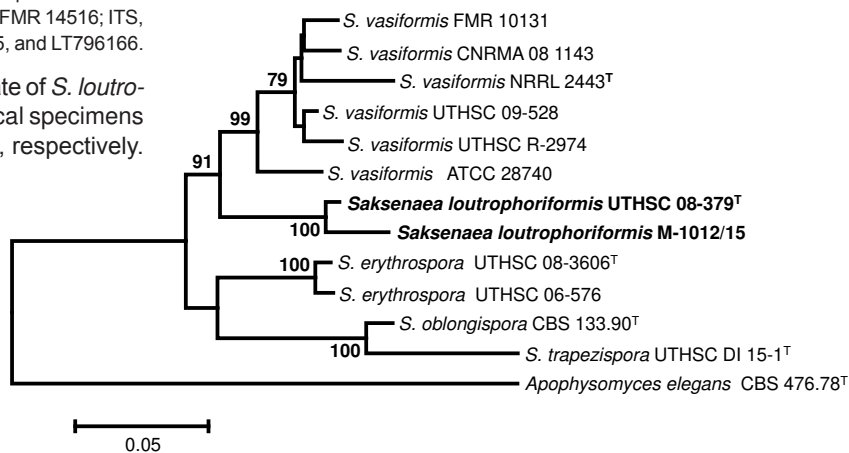 FMR 14516; ITS,
5, and LT796166.
ate of S. loutro-
cal specimens
, respectively.
S. vasiformis FMR 10131
S. vasiformis CNRMA 08 1143
79
S. vasiformis NRRL 2443T
S. vasiformis UTHSC 09-528
99
S. vasiformis UTHSC R-2974
91
S. vasiformis ATCC 28740
Saksenaea loutrophoriformis UTHSC 08-379T
100
Saksenaea loutrophoriformis M-1012/15
100
S. erythrospora UTHSC 08-3606T
S. erythrospora UTHSC 06-576
S. oblongispora CBS 133.90T
100
S. trapezispora UTHSC DI 15-1T
Apophysomyces elegans CBS 476.78T
0.05